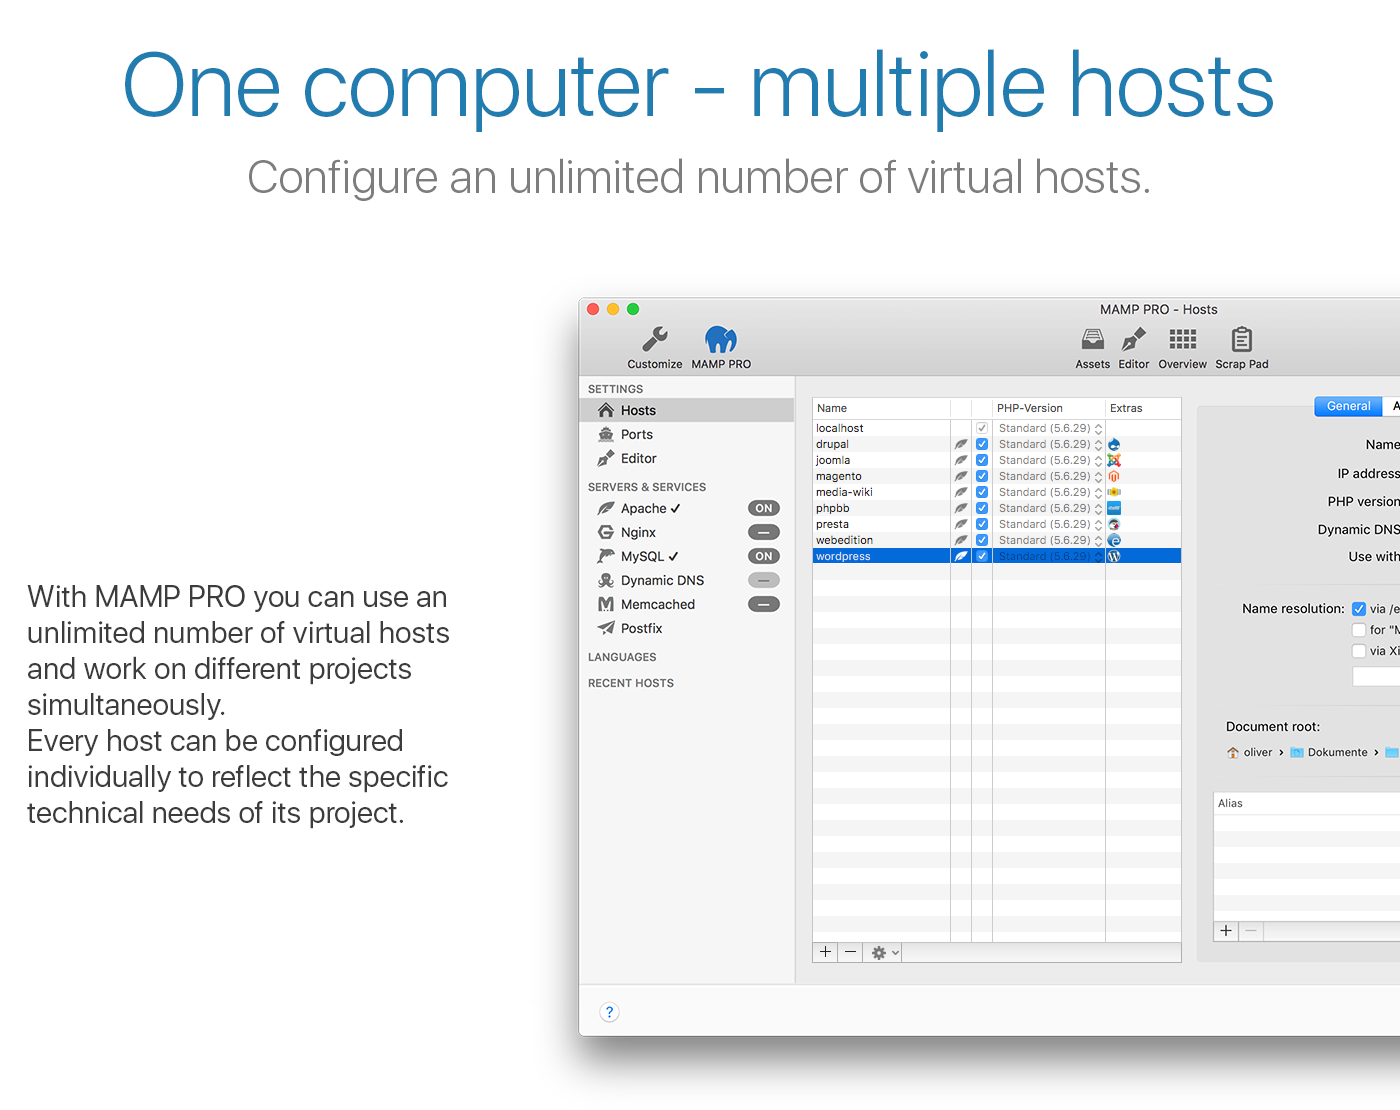 One computer - multiple hosts
Configure an unlimited number of virtual hosts.
With MAMP PRO you can use an
unlimited number of virtual hosts
and work on different projects
simultaneously.
Every host can be configured
individually to reflect the specific
technical needs of its project.
MAMP PRO - Hosts
Customize MAMP PRO Assets Editor Overview Scrap Pad
SETTINGS
Hosts
Ports
Editor
SERVERS & SERVICES
Apache ✓ ON
Nginx
MySQL ✓ ON
Dynamic DNS
Memcached
Postfix
LANGUAGES
RECENT HOSTS
Name PHP-Version Extras
localhost Standard (5.6.29)
drupal Standard (5.6.29)
joomla Standard (5.6.29)
magento Standard (5.6.29)
media-wiki Standard (5.6.29)
phpbb Standard (5.6.29)
presta Standard (5.6.29)
webedition Standard (5.6.29)
wordpress Standard (5.6.29)
General A
Name
IP address
PHP version
Dynamic DNS
Use with
Name resolution: via /e
for "M
via Xi
Document root:
oliver › Dokumente ›
Alias
+ −
+ −
?